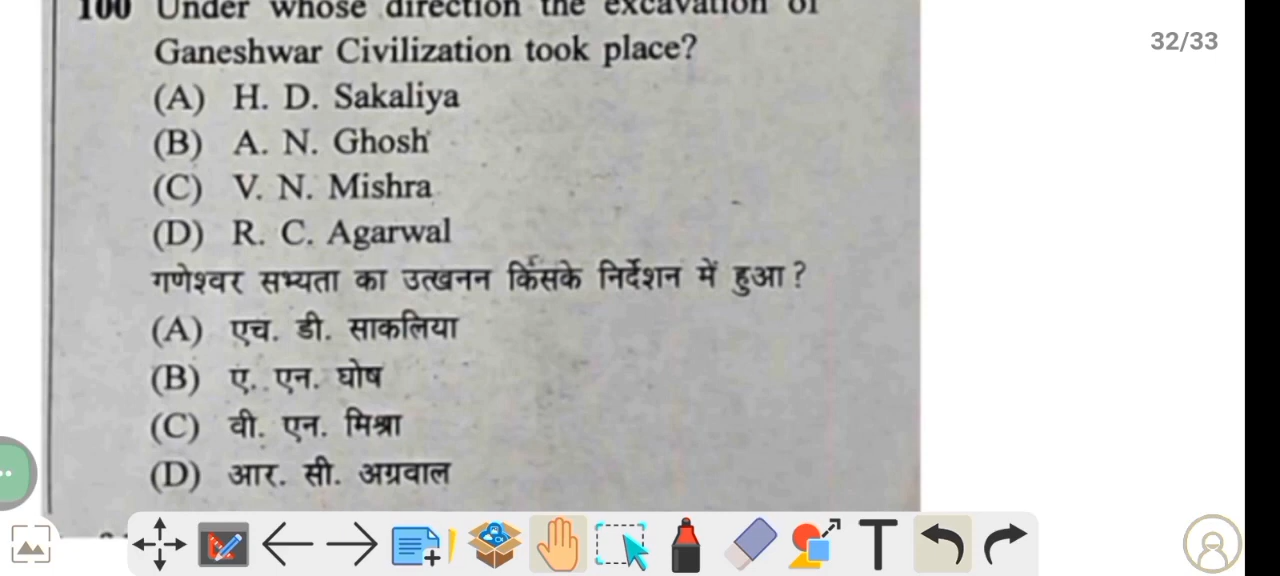 100 Under whose direction the excavation of
32/33
Ganeshwar Civilization took place?
(A) H. D. Sakaliya
(B) A. N. Ghosh
(C) V. N. Mishra
(D) R. C. Agarwal
गणेश्वर सभ्यता का उत्खनन किसके निर्देशन में हुआ ?
(A) एच. डी. साकलिया
(B) ए. एन. घोष
(C) वी. एन. मिश्रा
(D) आर. सी. अग्रवाल